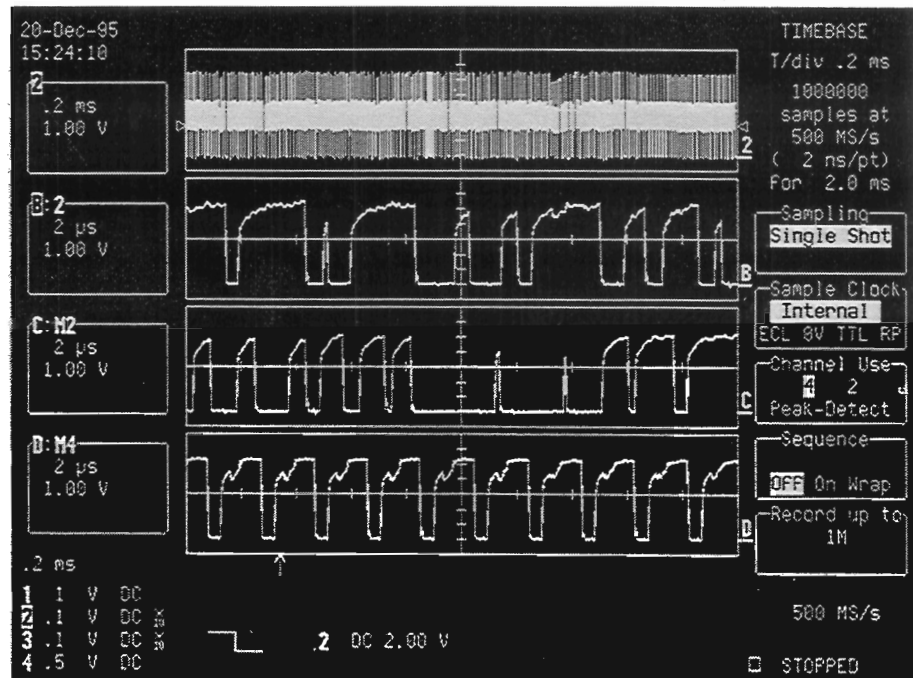 20-Dec-95
15:24:10
2
.2 ms
1.00 V
B:2
2 µs
1.00 V
C:M2
2 µs
1.00 V
D:M4
2 µs
1.00 V
.2 ms
1 .1 V DC
2 .1 V DC
3 .1 V DC
4 .5 V DC
2
B
C
D
.2 DC 2.00 V
TIMEBASE
T/div .2 ms
1000000
samples at
500 MS/s
( 2 ns/pt)
For 2.0 ms
Sampling
Single Shot
Sample Clock
Internal
ECL 0V TTL RP
Channel Use
4 2
Peak-Detect
Sequence
OFF On Wrap
Record up to
1M
500 MS/s
STOPPED